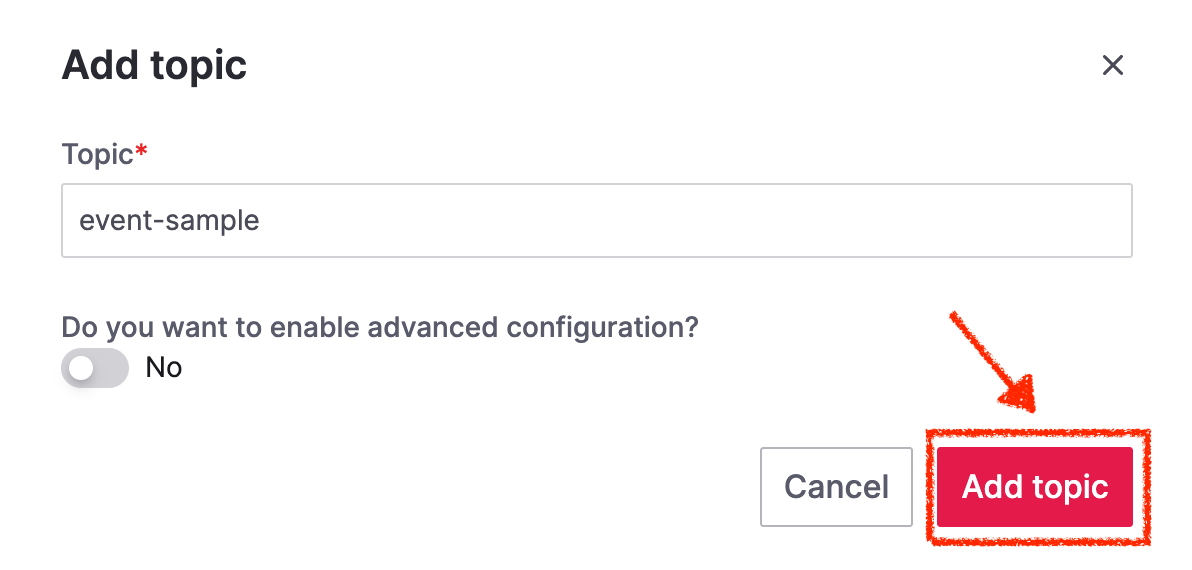 Add topic
Topic*
event-sample
Do you want to enable advanced configuration?
No
Cancel
Add topic